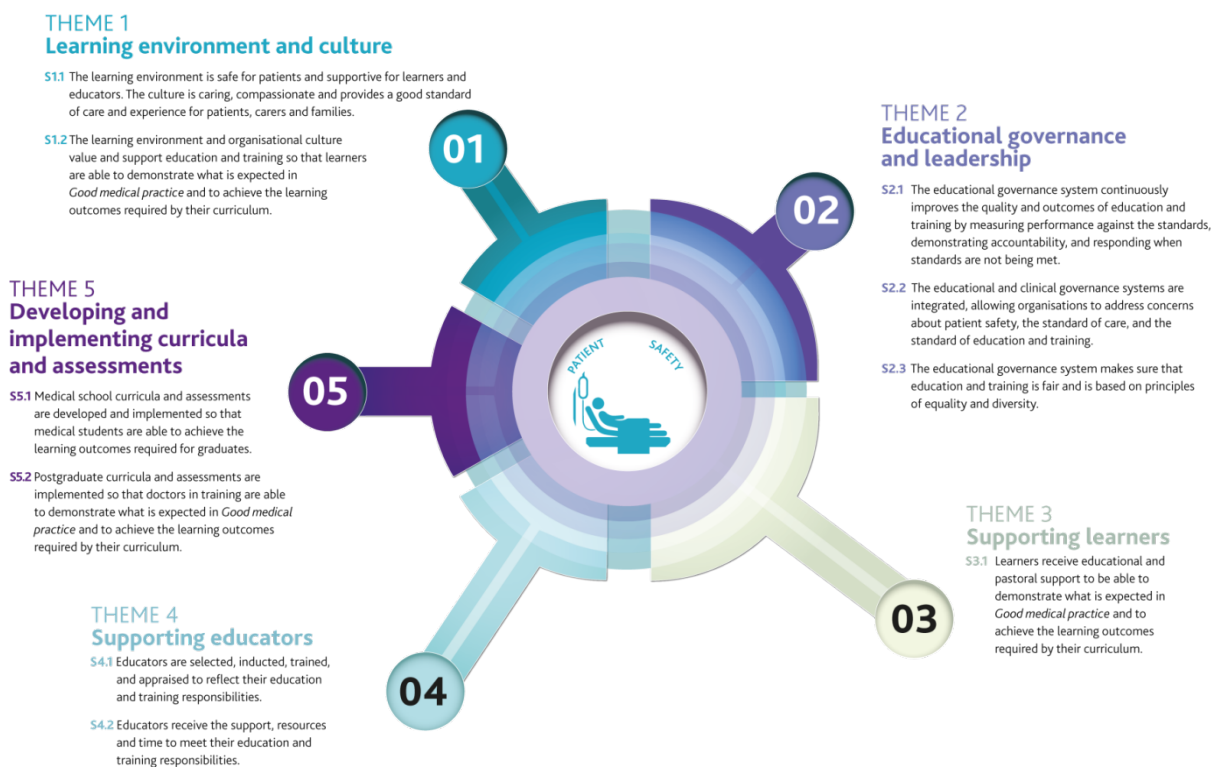 THEME 1
Learning environment and culture
S1.1 The learning environment is safe for patients and supportive for learners and
educators. The culture is caring, compassionate and provides a good standard
of care and experience for patients, carers and families.
S1.2 The learning environment and organisational culture
value and support education and training so that learners
are able to demonstrate what is expected in
Good medical practice and to achieve the learning
outcomes required by their curriculum.
01
THEME 2
Educational governance
and leadership
S2.1 The educational governance system continuously
improves the quality and outcomes of education and
training by measuring performance against the standards,
demonstrating accountability, and responding when
standards are not being met.
S2.2 The educational and clinical governance systems are
integrated, allowing organisations to address concerns
about patient safety, the standard of care, and the
standard of education and training.
S2.3 The educational governance system makes sure that
education and training is fair and is based on principles
of equality and diversity.
02
THEME 3
Supporting learners
S3.1 Learners receive educational and
pastoral support to be able to
demonstrate what is expected in
Good medical practice and to
achieve the learning outcomes
required by their curriculum.
03
THEME 4
Supporting educators
S4.1 Educators are selected, inducted, trained,
and appraised to reflect their education
and training responsibilities.
S4.2 Educators receive the support, resources
and time to meet their education and
training responsibilities.
04
THEME 5
Developing and
implementing curricula
and assessments
S5.1 Medical school curricula and assessments
are developed and implemented so that
medical students are able to achieve the
learning outcomes required for graduates.
S5.2 Postgraduate curricula and assessments are
implemented so that doctors in training are able
to demonstrate what is expected in Good medical
practice and to achieve the learning outcomes
required by their curriculum.
05
PATIENT SAFETY